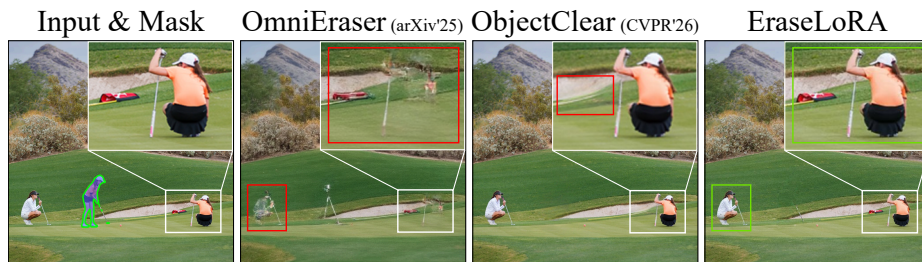 Input & Mask
OmniEraser (arXiv'25)
ObjectClear (CVPR'26)
EraseLoRA